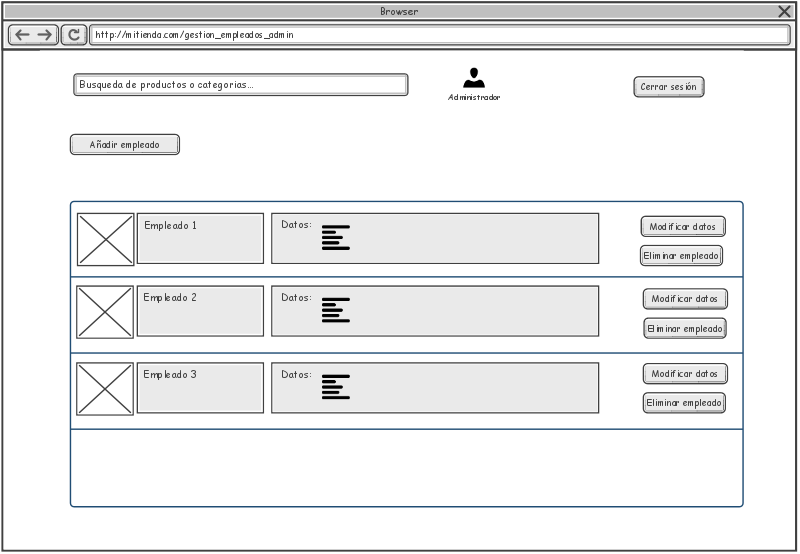 Browser
http://mitienda.com/gestion_empleados_admin
Busqueda de productos o categorias...
Administrador
Cerrar sesión
Añadir empleado
Empleado 1
Datos:
Modificar datos
Eliminar empleado
Empleado 2
Datos:
Modificar datos
Eliminar empleado
Empleado 3
Datos:
Modificar datos
Eliminar empleado